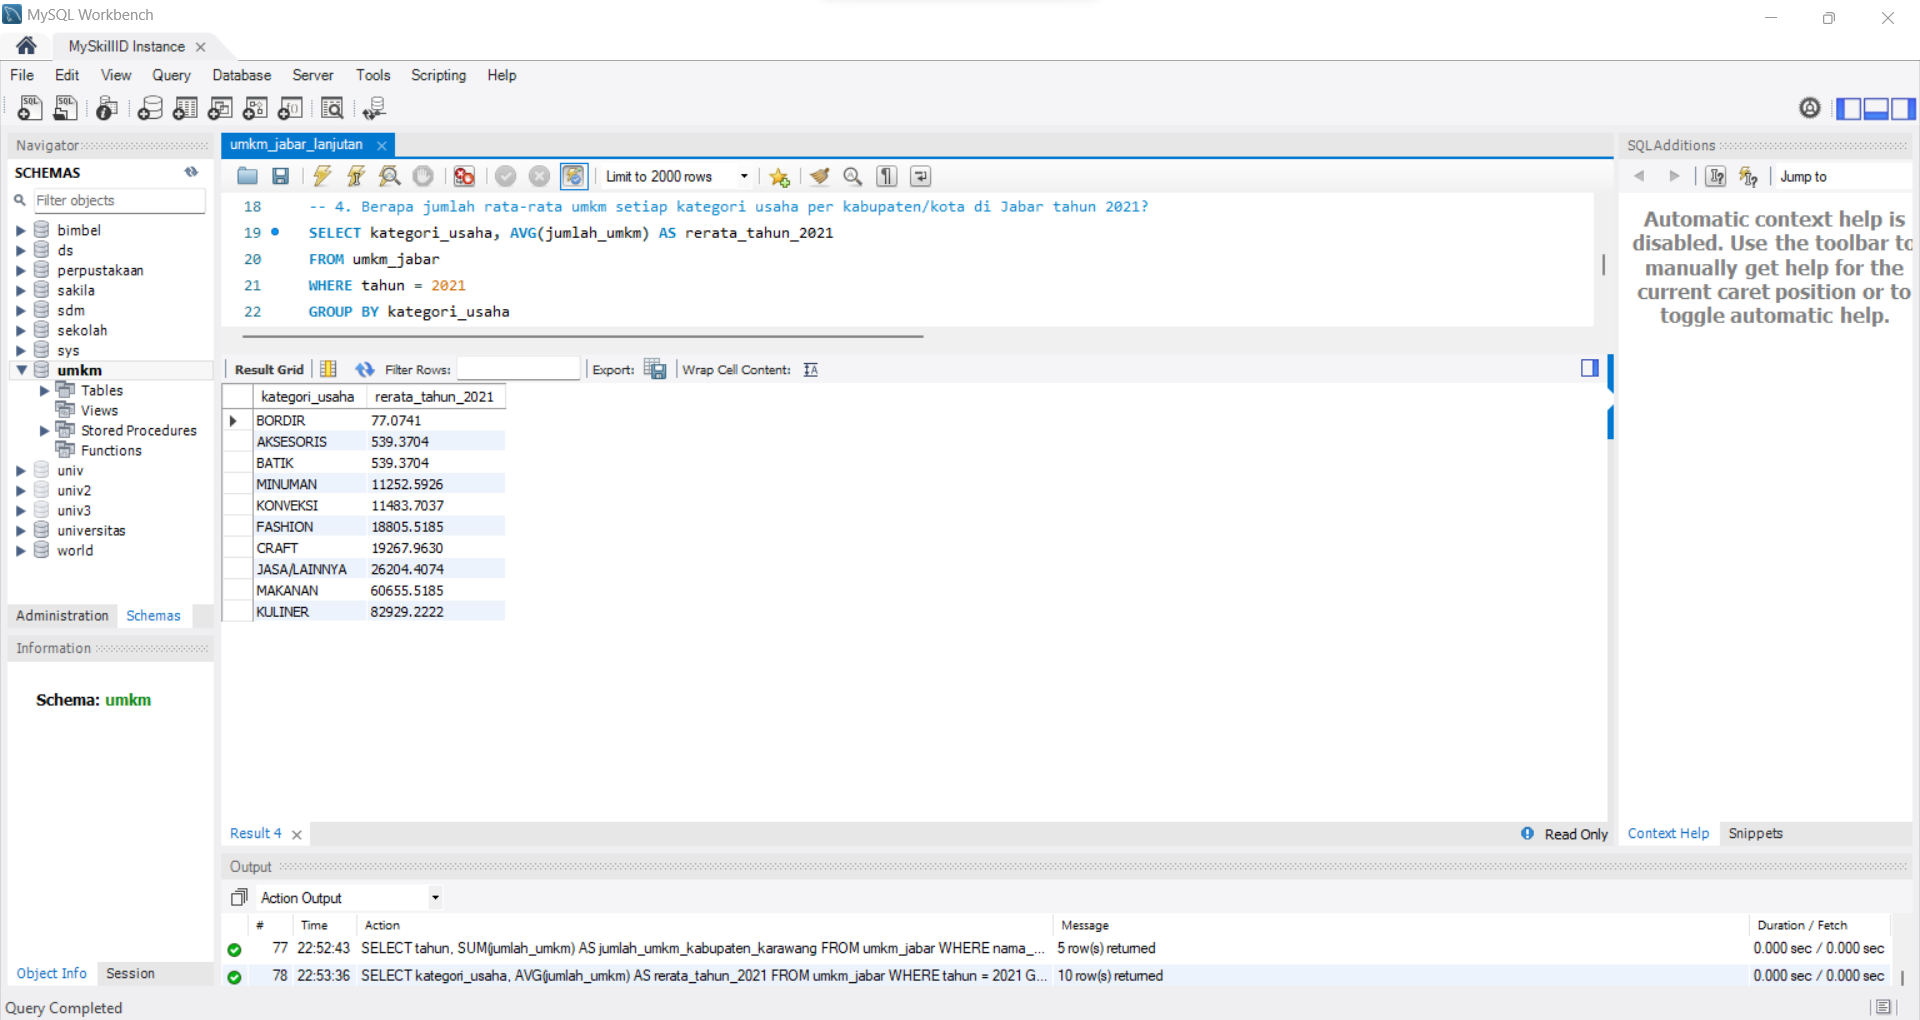 MySQL Workbench
MySkillID Instance
File Edit View Query Database Server Tools Scripting Help
Navigator
SCHEMAS
Filter objects
bimbel
ds
perpustakaan
sakila
sdm
sekolah
sys
umkm
Tables
Views
Stored Procedures
Functions
univ
univ2
univ3
universitas
world
Administration Schemas
Information
Schema: umkm
Object Info Session
umkm_jabar_lanjutan
Limit to 2000 rows
18 -- 4. Berapa jumlah rata-rata umkm setiap kategori usaha per kabupaten/kota di Jabar tahun 2021?
19 SELECT kategori_usaha, AVG(jumlah_umkm) AS rerata_tahun_2021
20 FROM umkm_jabar
21 WHERE tahun = 2021
22 GROUP BY kategori_usaha
Result Grid Filter Rows: Export: Wrap Cell Content:
kategori_usaha rerata_tahun_2021
BORDIR 77.0741
AKSESORIS 539.3704
BATIK 539.3704
MINUMAN 11252.5926
KONVEKSI 11483.7037
FASHION 18805.5185
CRAFT 19267.9630
JASA/LAINNYA 26204.4074
MAKANAN 60655.5185
KULINER 82929.2222
Result 4
Read Only
SQLAdditions
Jump to
Automatic context help is
disabled. Use the toolbar to
manually get help for the
current caret position or to
toggle automatic help.
Context Help Snippets
Output
Action Output
# Time Action Message Duration / Fetch
77 22:52:43 SELECT tahun, SUM(jumlah_umkm) AS jumlah_umkm_kabupaten_karawang FROM umkm_jabar WHERE nama_... 5 row(s) returned 0.000 sec / 0.000 sec
78 22:53:36 SELECT kategori_usaha, AVG(jumlah_umkm) AS rerata_tahun_2021 FROM umkm_jabar WHERE tahun = 2021 G... 10 row(s) returned 0.000 sec / 0.000 sec
Query Completed